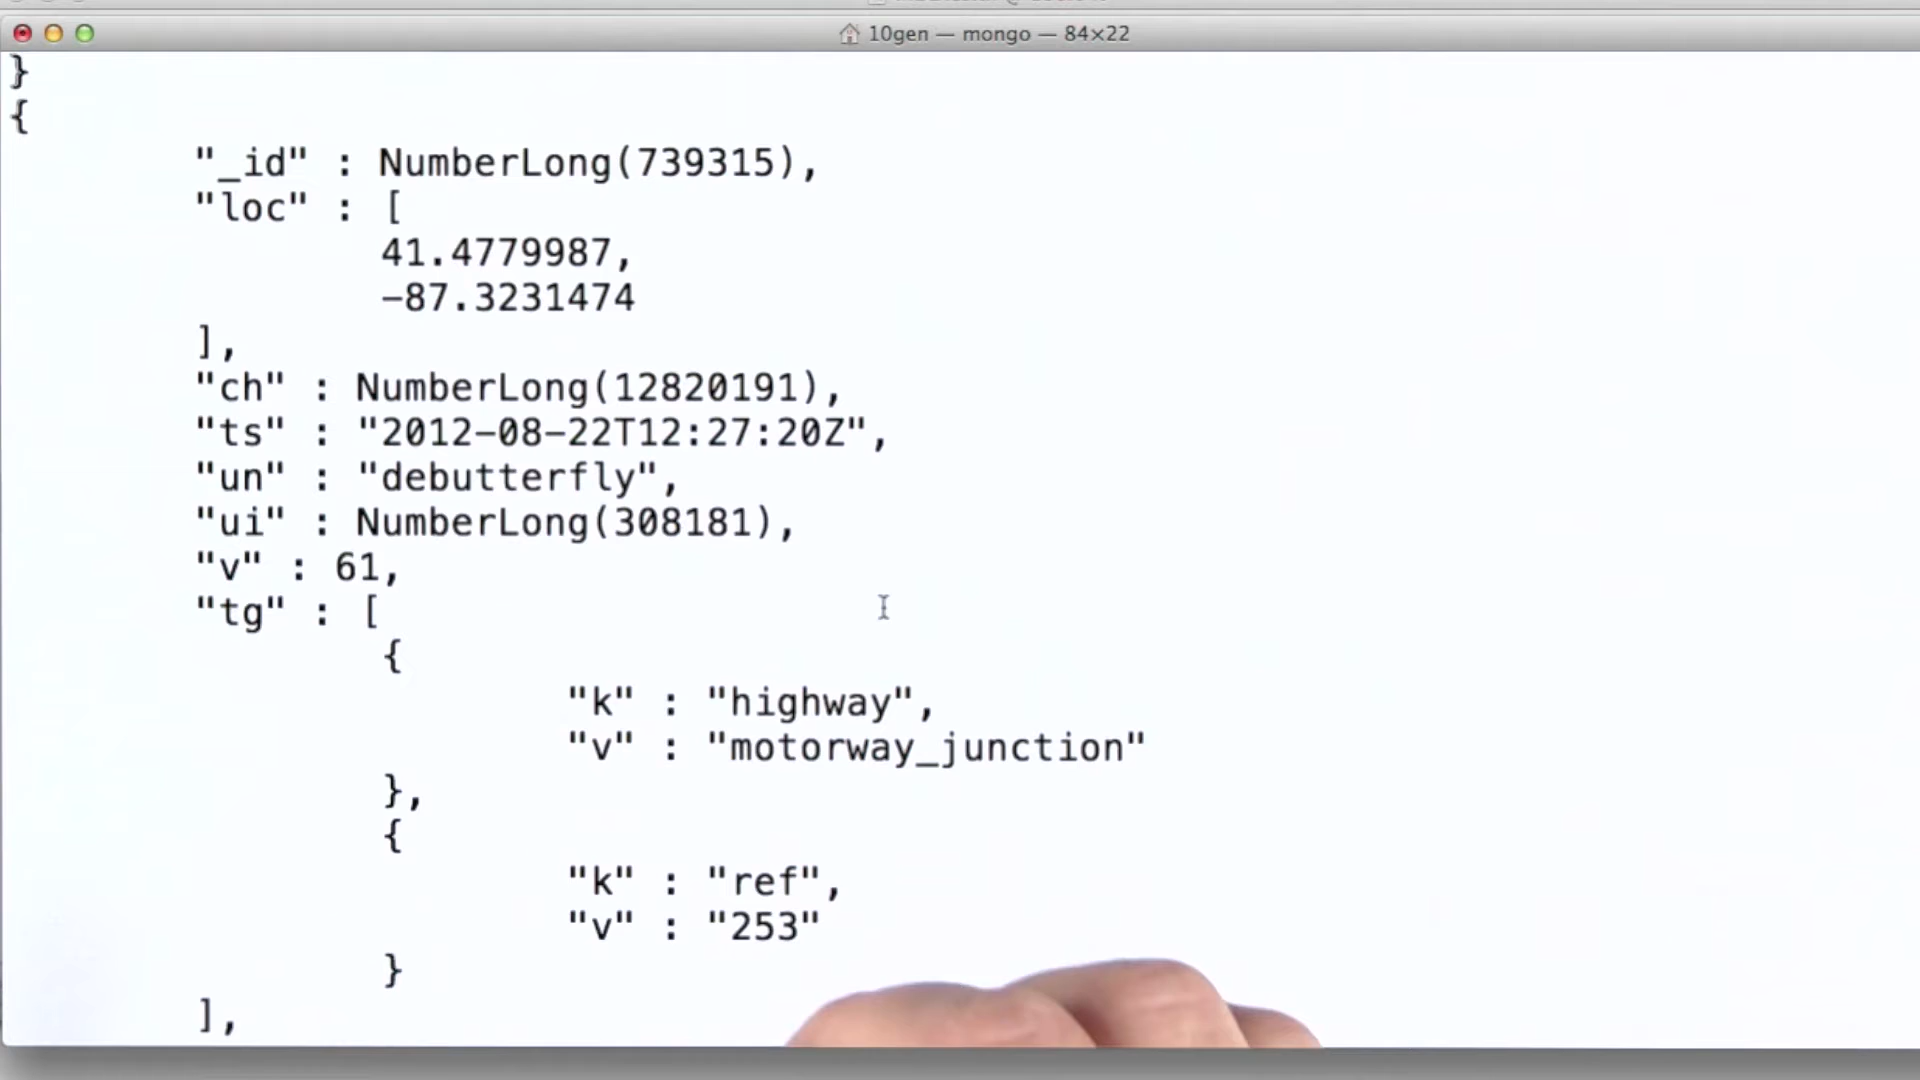 10gen — mongo — 84×22
}
{
"_id" : NumberLong(739315),
"loc" : [
41.4779987,
-87.3231474
],
"ch" : NumberLong(12820191),
"ts" : "2012-08-22T12:27:20Z",
"un" : "debutterfly",
"ui" : NumberLong(308181),
"v" : 61,
"tg" : [
{
"k" : "highway",
"v" : "motorway_junction"
},
{
"k" : "ref",
"v" : "253"
}
],